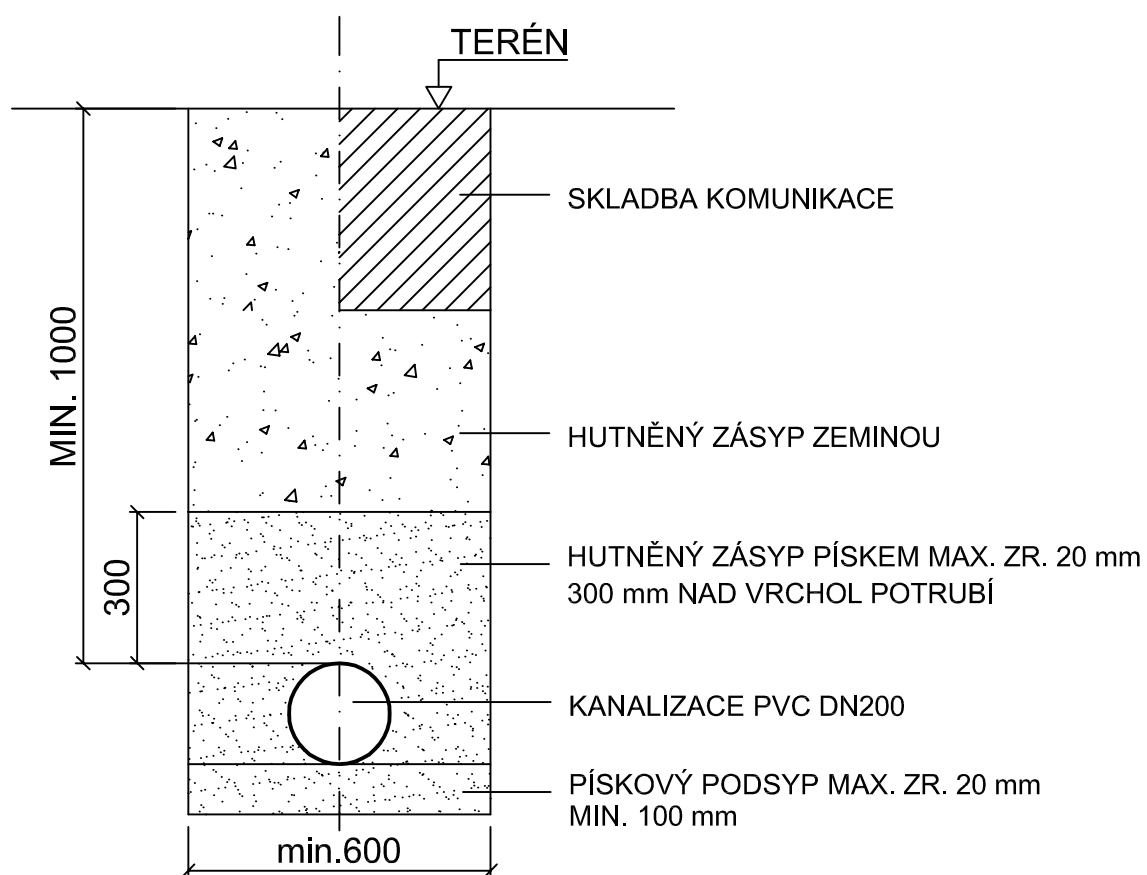 TERÉN
SKLADBA KOMUNIKACE
MIN. 1000
HUTNĚNÝ ZÁSYP ZEMINOU
300
HUTNĚNÝ ZÁSYP PÍSKEM MAX. ZR. 20 mm
300 mm NAD VRCHOL POTRUBÍ
KANALIZACE PVC DN200
PÍSKOVÝ PODSYP MAX. ZR. 20 mm
MIN. 100 mm
min.600